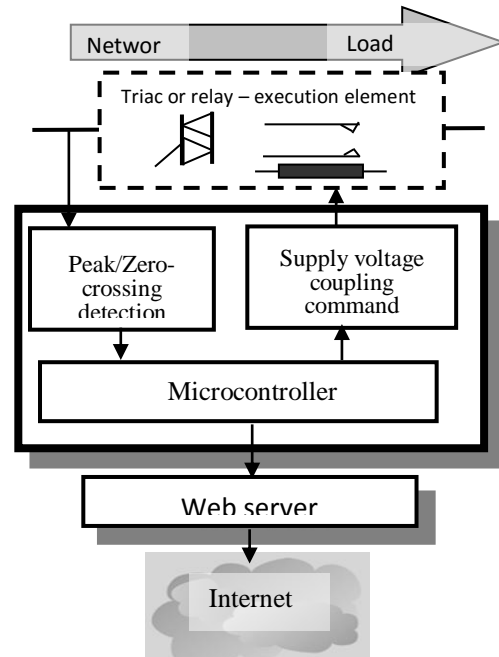 Networ
Load
Triac or relay – execution element
Peak/Zero-
crossing
detection
Supply voltage
coupling
command
Microcontroller
Web server
Internet